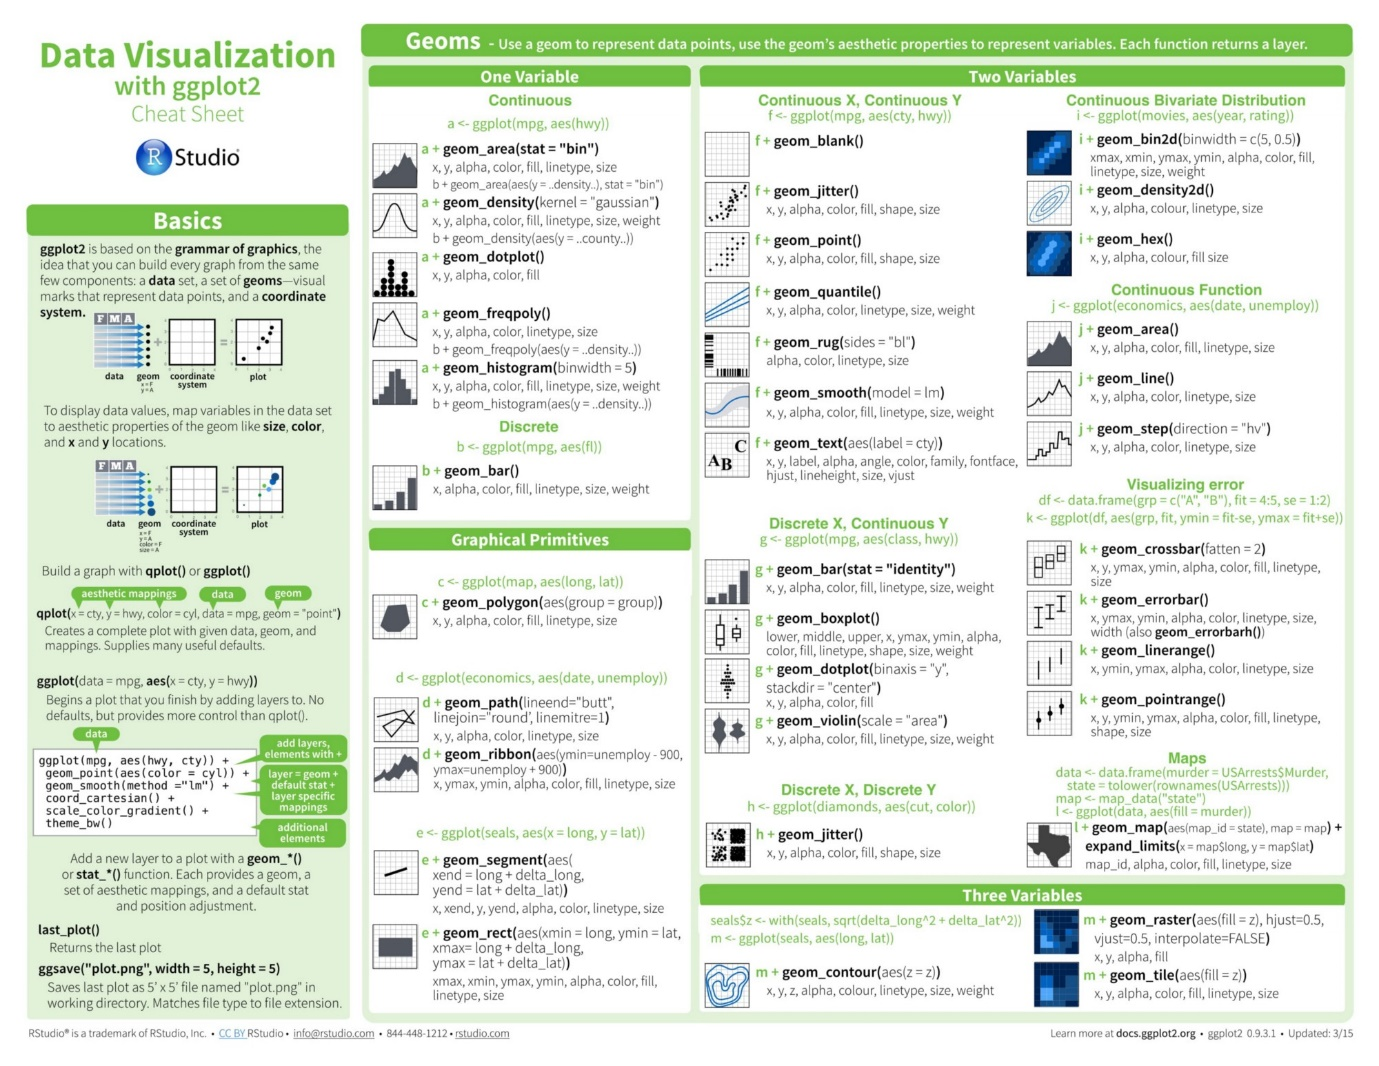 Data Visualization
with ggplot2
Cheat Sheet
R Studio®
Basics
ggplot2 is based on the grammar of graphics, the
idea that you can build every graph from the same
few components: a data set, a set of geoms—visual
marks that represent data points, and a coordinate
system.
F M A
+ =
data geom coordinate system plot
x = F
y = A
To display data values, map variables in the data set
to aesthetic properties of the geom like size, color,
and x and y locations.
F M A
+ =
data geom coordinate system plot
x = F
y = A
color = F
size = A
Build a graph with qplot() or ggplot()
aesthetic mappings data geom
qplot(x = cty, y = hwy, color = cyl, data = mpg, geom = "point")
Creates a complete plot with given data, geom, and
mappings. Supplies many useful defaults.
ggplot(data = mpg, aes(x = cty, y = hwy))
Begins a plot that you finish by adding layers to. No
defaults, but provides more control than qplot().
data
ggplot(mpg, aes(hwy, cty)) +
geom_point(aes(color = cyl)) +
geom_smooth(method ="lm") +
coord_cartesian() +
scale_color_gradient() +
theme_bw()
add layers,
elements with +
layer = geom +
default stat +
layer specific
mappings
additional
elements
Add a new layer to a plot with a geom_*()
or stat_*() function. Each provides a geom, a
set of aesthetic mappings, and a default stat
and position adjustment.
last_plot()
Returns the last plot
ggsave("plot.png", width = 5, height = 5)
Saves last plot as 5' x 5' file named "plot.png" in
working directory. Matches file type to file extension.
Geoms - Use a geom to represent data points, use the geom's aesthetic properties to represent variables. Each function returns a layer.
One Variable
Continuous
a <- ggplot(mpg, aes(hwy))
a + geom_area(stat = "bin")
x, y, alpha, color, fill, linetype, size
b + geom_area(aes(y = ..density..), stat = "bin")
a + geom_density(kernel = "gaussian")
x, y, alpha, color, fill, linetype, size, weight
b + geom_density(aes(y = ..county..))
a + geom_dotplot()
x, y, alpha, color, fill
a + geom_freqpoly()
x, y, alpha, color, linetype, size
b + geom_freqpoly(aes(y = ..density..))
a + geom_histogram(binwidth = 5)
x, y, alpha, color, fill, linetype, size, weight
b + geom_histogram(aes(y = ..density..))
Discrete
b <- ggplot(mpg, aes(fl))
b + geom_bar()
x, alpha, color, fill, linetype, size, weight
Graphical Primitives
c <- ggplot(map, aes(long, lat))
c + geom_polygon(aes(group = group))
x, y, alpha, color, fill, linetype, size
d <- ggplot(economics, aes(date, unemploy))
d + geom_path(lineend="butt",
linejoin="round', linemitre=1)
x, y, alpha, color, linetype, size
d + geom_ribbon(aes(ymin=unemploy - 900,
ymax=unemploy + 900))
x, ymax, ymin, alpha, color, fill, linetype, size
e <- ggplot(seals, aes(x = long, y = lat))
e + geom_segment(aes(
xend = long + delta_long,
yend = lat + delta_lat))
x, xend, y, yend, alpha, color, linetype, size
e + geom_rect(aes(xmin = long, ymin = lat,
xmax= long + delta_long,
ymax = lat + delta_lat))
xmax, xmin, ymax, ymin, alpha, color, fill,
linetype, size
Two Variables
Continuous X, Continuous Y
f <- ggplot(mpg, aes(cty, hwy))
f + geom_blank()
f + geom_jitter()
x, y, alpha, color, fill, shape, size
f + geom_point()
x, y, alpha, color, fill, shape, size
f + geom_quantile()
x, y, alpha, color, linetype, size, weight
f + geom_rug(sides = "bl")
alpha, color, linetype, size
f + geom_smooth(model = lm)
x, y, alpha, color, fill, linetype, size, weight
A B C
f + geom_text(aes(label = cty))
x, y, label, alpha, angle, color, family, fontface,
hjust, lineheight, size, vjust
Discrete X, Continuous Y
g <- ggplot(mpg, aes(class, hwy))
g + geom_bar(stat = "identity")
x, y, alpha, color, fill, linetype, size, weight
g + geom_boxplot()
lower, middle, upper, x, ymax, ymin, alpha,
color, fill, linetype, shape, size, weight
g + geom_dotplot(binaxis = "y",
stackdir = "center")
x, y, alpha, color, fill
g + geom_violin(scale = "area")
x, y, alpha, color, fill, linetype, size, weight
Discrete X, Discrete Y
h <- ggplot(diamonds, aes(cut, color))
h + geom_jitter()
x, y, alpha, color, fill, shape, size
Continuous Bivariate Distribution
i <- ggplot(movies, aes(year, rating))
i + geom_bin2d(binwidth = c(5, 0.5))
xmax, xmin, ymax, ymin, alpha, color, fill,
linetype, size, weight
i + geom_density2d()
x, y, alpha, colour, linetype, size
i + geom_hex()
x, y, alpha, colour, fill size
Continuous Function
j <- ggplot(economics, aes(date, unemploy))
j + geom_area()
x, y, alpha, color, fill, linetype, size
j + geom_line()
x, y, alpha, color, linetype, size
j + geom_step(direction = "hv")
x, y, alpha, color, linetype, size
Visualizing error
df <- data.frame(grp = c("A", "B"), fit = 4:5, se = 1:2)
k <- ggplot(df, aes(grp, fit, ymin = fit-se, ymax = fit+se))
k + geom_crossbar(fatten = 2)
x, y, ymax, ymin, alpha, color, fill, linetype,
size
k + geom_errorbar()
x, ymax, ymin, alpha, color, linetype, size,
width (also geom_errorbarh())
k + geom_linerange()
x, ymin, ymax, alpha, color, linetype, size
k + geom_pointrange()
x, y, ymin, ymax, alpha, color, fill, linetype,
shape, size
Maps
data <- data.frame(murder = USArrests$Murder,
state = tolower(rownames(USArrests)))
map <- map_data("state")
l <- ggplot(data, aes(fill = murder))
l + geom_map(aes(map_id = state), map = map) +
expand_limits(x = map$long, y = map$lat)
map_id, alpha, color, fill, linetype, size
Three Variables
seals$z <- with(seals, sqrt(delta_long^2 + delta_lat^2))
m <- ggplot(seals, aes(long, lat))
m + geom_contour(aes(z = z))
x, y, z, alpha, colour, linetype, size, weight
m + geom_raster(aes(fill = z), hjust=0.5,
vjust=0.5, interpolate=FALSE)
x, y, alpha, fill
m + geom_tile(aes(fill = z))
x, y, alpha, color, fill, linetype, size
RStudio® is a trademark of RStudio, Inc. • CC BY RStudio • info@rstudio.com • 844-448-1212 • rstudio.com
Learn more at docs.ggplot2.org • ggplot2 0.9.3.1 • Updated: 3/15